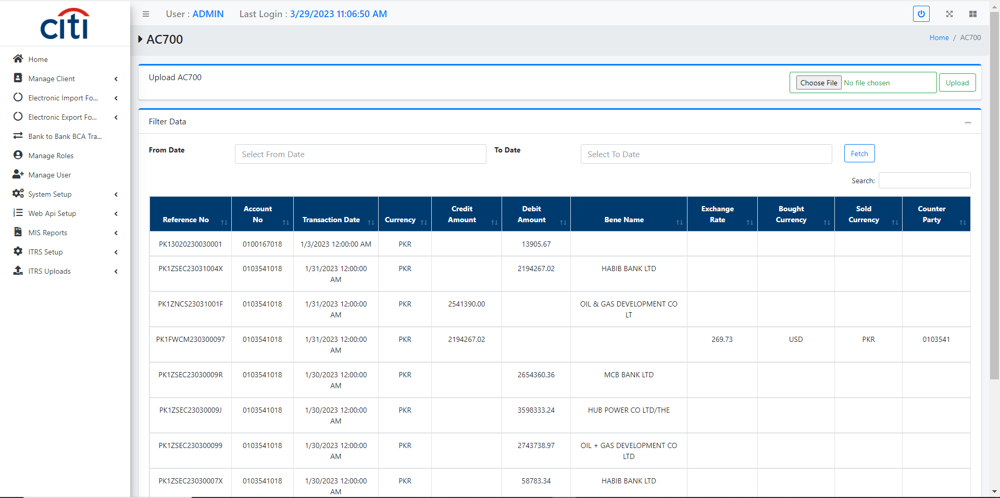 citi
User : ADMIN Last Login : 3/29/2023 11:06:50 AM
AC700
Home / AC700
Home
Manage Client
Electronic Import Fo...
Electronic Export Fo...
Bank to Bank BCA Tra...
Manage Roles
Manage User
System Setup
Web Api Setup
MIS Reports
ITRS Setup
ITRS Uploads
Upload AC700
Choose File No file chosen Upload
Filter Data
From Date Select From Date To Date Select To Date Fetch
Search:
Reference No Account No Transaction Date Currency Credit Amount Debit Amount Bene Name Exchange Rate Bought Currency Sold Currency Counter Party
PK13020230030001 0100167018 1/3/2023 12:00:00 AM PKR 13905.67
PK1ZSEC23031004X 0103541018 1/31/2023 12:00:00 PKR 2194267.02 HABIB BANK LTD
AM
PK1ZNCS23031001F 0103541018 1/31/2023 12:00:00 PKR 2541390.00 OIL & GAS DEVELOPMENT CO
AM LT
PK1FWCM230300097 0103541018 1/31/2023 12:00:00 PKR 2194267.02 269.73 USD PKR 0103541
AM
PK1ZSEC23030009R 0103541018 1/30/2023 12:00:00 PKR 2654360.36 MCB BANK LTD
AM
PK1ZSEC23030009J 0103541018 1/30/2023 12:00:00 PKR 3598333.24 HUB POWER CO LTD/THE
AM
PK1ZSEC230300099 0103541018 1/30/2023 12:00:00 PKR 2743738.97 OIL + GAS DEVELOPMENT CO
AM LTD
PK1ZSEC23030007X 0103541018 1/30/2023 12:00:00 PKR 58783.34 HABIB BANK LTD
AM